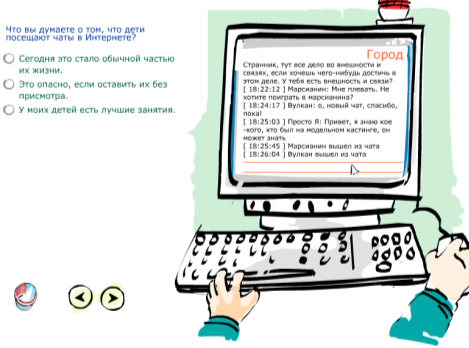 Что вы думаете о том, что дети
посещают чаты в Интернете?
Сегодня это стало обычной частью
их жизни.
Это опасно, если оставить их без
присмотра.
У моих детей есть лучшие занятия.
Город
Странник, тут все дело во внешности и
связях, если хочешь чего-нибудь достичь в
этом деле. У тебя есть внешность и связи?
[ 18:22:12 ] Марсианин: Мне плевать. Не
хотите поиграть в марсианина?
[ 18:24:17 ] Вулкан: о, новый чат, спасибо,
пока!
[ 18:25:03 ] Просто Я: Привет, я знаю кое
-кого, кто был на модельном кастинге, он
может знать
[ 18:25:45 ] Марсианин вышел из чата
[ 18:26:04 ] Вулкан вышел из чата